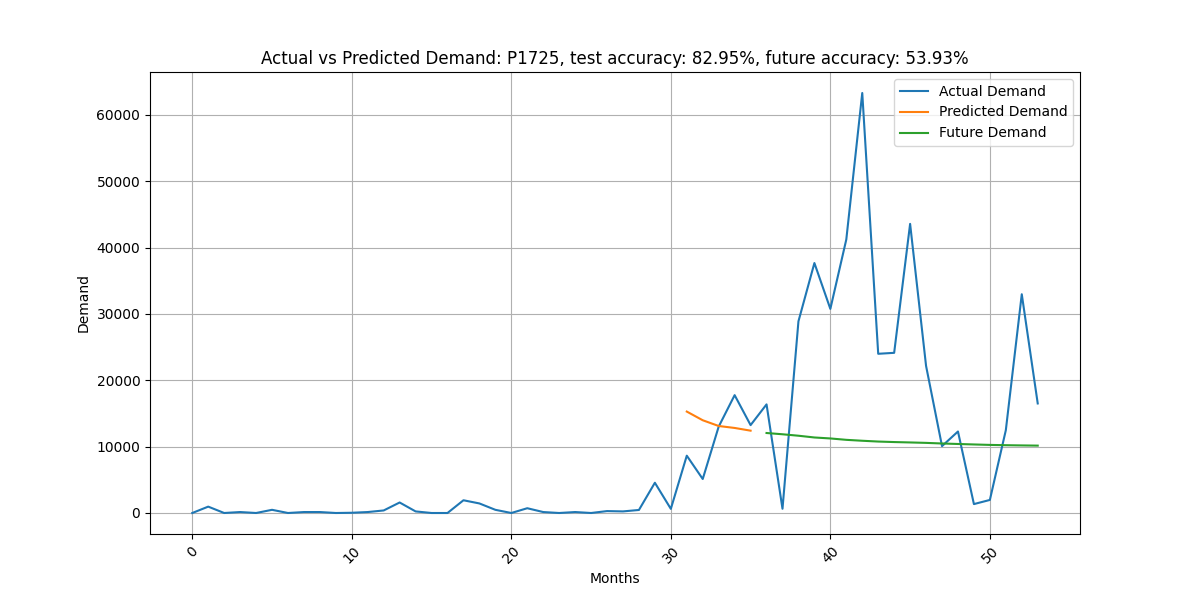 Actual vs Predicted Demand: P1725, test accuracy: 82.95%, future accuracy: 53.93%
Actual Demand
Predicted Demand
Future Demand
60000
50000
40000
30000
20000
10000
0
Demand
0 10 20 30 40 50
Months